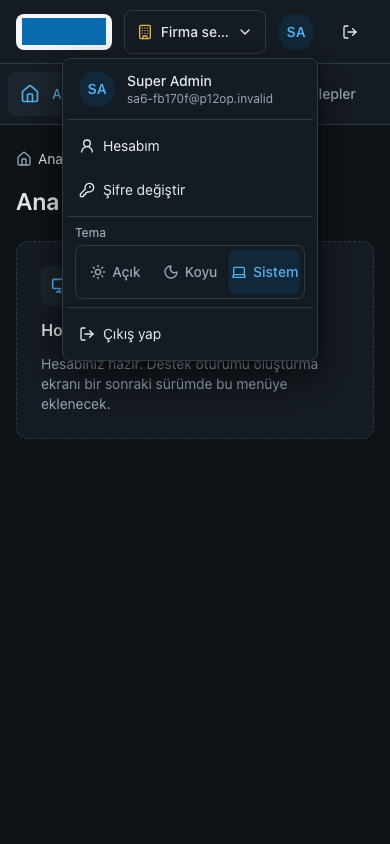 Firma se...
SA
A
lepler
SA
Super Admin
sa6-fb170f@p12op.invalid
Ana
Hesabım
Ana
Şifre değiştir
Tema
Açık
Koyu
Sistem
Ho
Çıkış yap
Hesabınız hazır. Destek oturumu oluşturma
ekranı bir sonraki sürümde bu menüye
eklenecek.